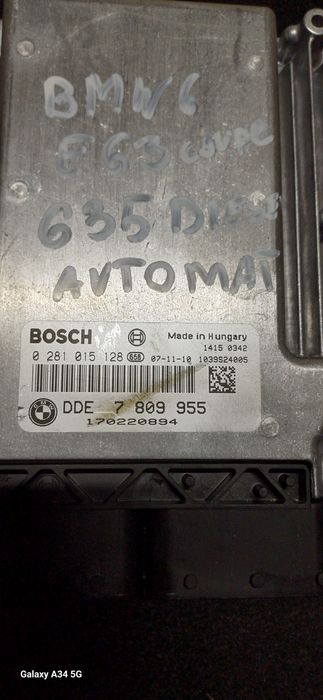 BMW 6
E63 COUPE
635 DIESEL
AVTOMAT
BOSCH
Made in Hungary
1415 0342
0 281 015 128 G5B 07-11-10 1039S24005
DDE 7 809 955
170220894
Galaxy A34 5G